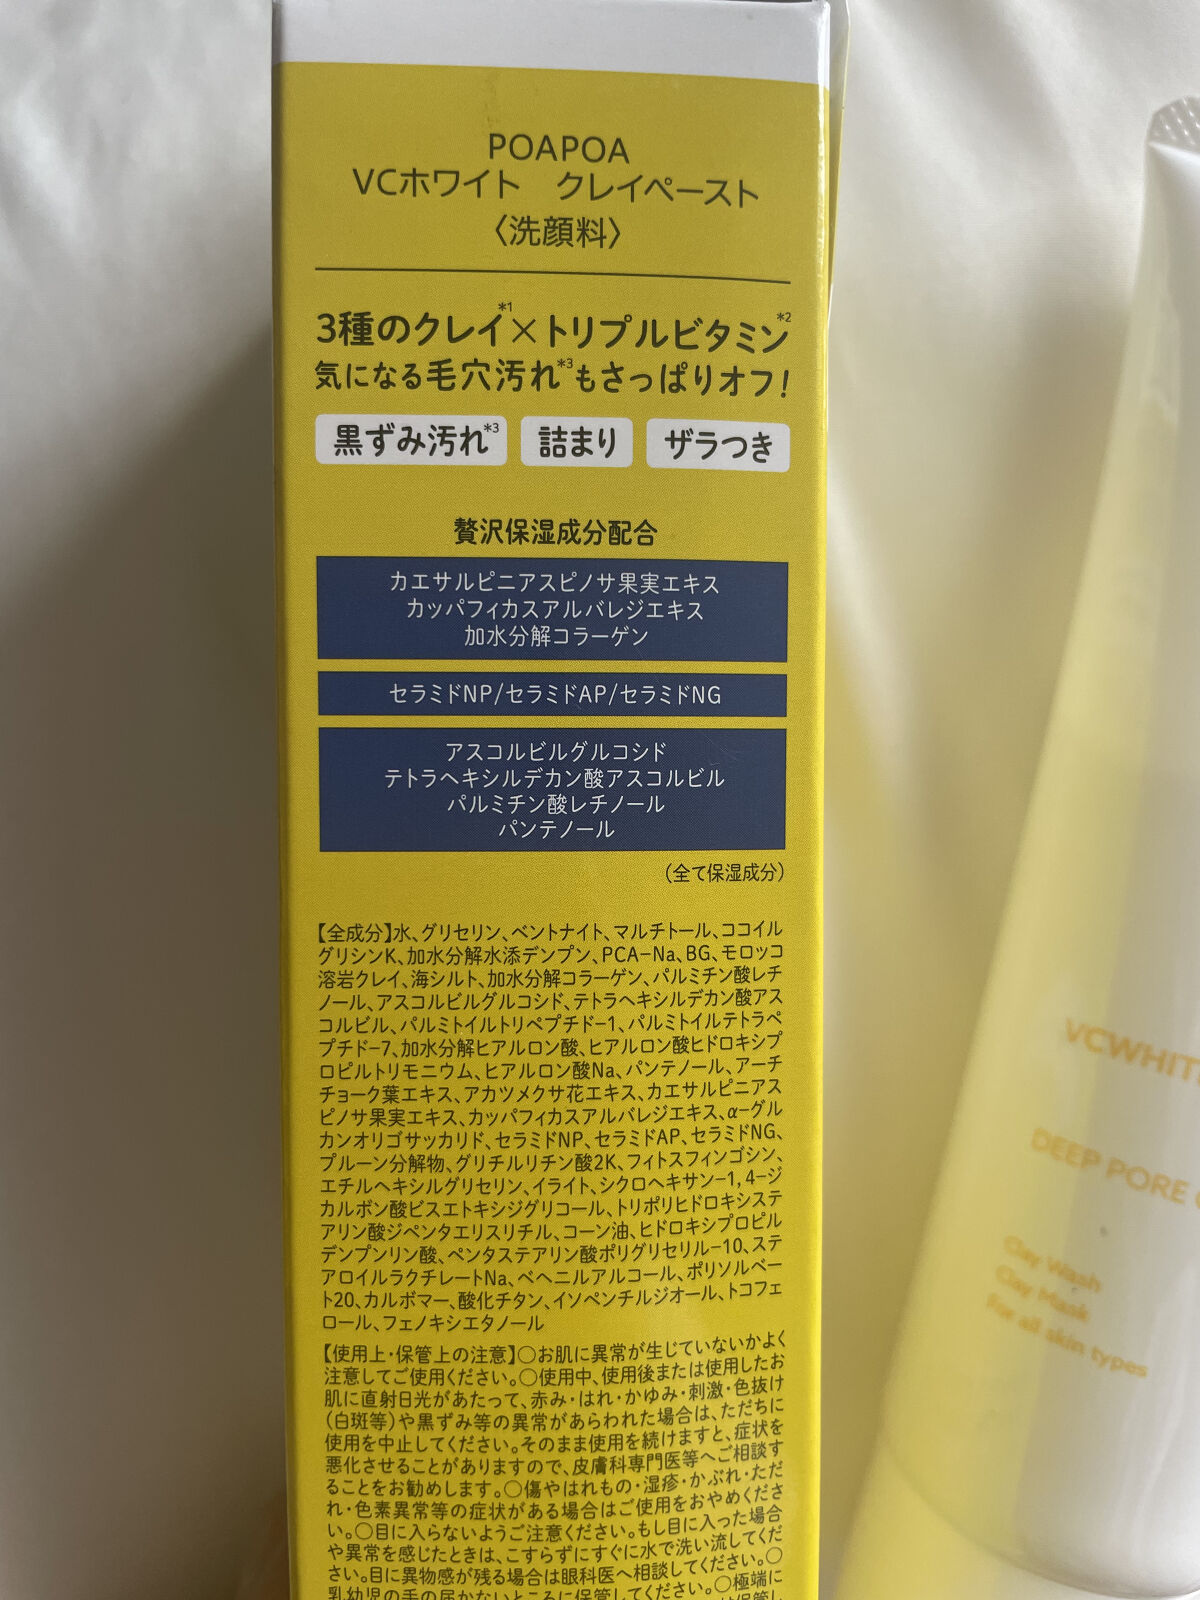 POAPOA
VCホワイト クレイペースト
〈洗顔料〉
3種のクレイ*1×トリプルビタミン*2
気になる毛穴汚れ*3もさっぱりオフ!
黒ずみ汚れ*3 詰まり ザラつき
贅沢保湿成分配合
カエサルピニアスピノサ果実エキス
カッパフィカスアルバレジエキス
加水分解コラーゲン
セラミドNP/セラミドAP/セラミドNG
アスコルビルグルコシド
テトラヘキシルデカン酸アスコルビル
パルミチン酸レチノール
パンテノール
(全て保湿成分)
【全成分】水、グリセリン、ベントナイト、マルチトール、ココイル
グリシンK、加水分解水添デンプン、PCA-Na、BG、モロッコ
溶岩クレイ、海シルト、加水分解コラーゲン、パルミチン酸レチ
ノール、アスコルビルグルコシド、テトラヘキシルデカン酸アス
コルビル、パルミトイルトリペプチド-1、パルミトイルテトラペ
プチド-7、加水分解ヒアルロン酸、ヒアルロン酸ヒドロキシプ
ロピルトリモニウム、ヒアルロン酸Na、パンテノール、アーチ
チョーク葉エキス、アカツメクサ花エキス、カエサルピニアス
ピノサ果実エキス、カッパフィカスアルバレジエキス、α-グル
カンオリゴサッカリド、セラミドNP、セラミドAP、セラミドNG、
プルーン分解物、グリチルリチン酸2K、フィトスフィンゴシン、
エチルヘキシルグリセリン、イライト、シクロヘキサン-1,4-ジ
カルボン酸ビスエトキシジグリコール、トリポリヒドロキシステ
アリン酸ジペンタエリスリチル、コーン油、ヒドロキシプロピル
デンプンリン酸、ペンタステアリン酸ポリグリセリル-10、ステ
アロイルラクチレートNa、ベヘニルアルコール、ポリソルベー
ト20、カルボマー、酸化チタン、イソペンチルジオール、トコフェ
ロール、フェノキシエタノール
【使用上・保管上の注意】○お肌に異常が生じていないかよく
注意してご使用ください。○使用中、使用後または使用したお
肌に直射日光があたって、赤み・はれ・かゆみ・刺激・色抜け
(白斑等)や黒ずみ等の異常があらわれた場合は、ただちに
使用を中止してください。そのまま使用を続けますと、症状を
悪化させることがありますので、皮膚科専門医等へご相談す
ることをお勧めします。○傷やはれもの・湿疹・かぶれ・ただ
れ・色素異常等の症状がある場合はご使用をおやめくださ
い。○目に入らないようご注意ください。もし目に入った場合
や異常を感じたときは、こすらずにすぐに水で洗い流してくだ
さい。目に異物感が残る場合は眼科医へ相談してください。○
乳幼児の手の届かないところに保管してください。○極端に
VCWHITE
DEEP PORE
Clay Wash
Clay Mask
For all skin types